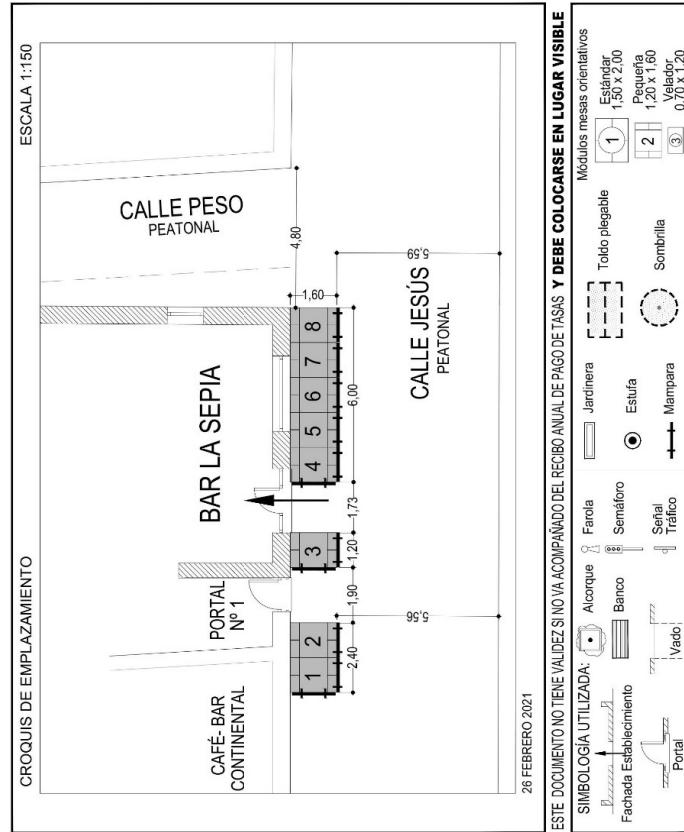 CROQUIS DE EMPLAZAMIENTO
ESCALA 1:150
CALLE PESO
PEATONAL
4,80
BAR LA SEPIA
PORTAL
Nº 1
CAFÉ- BAR
CONTINENTAL
1,60
1 2 3 4 5 6 7 8
2,40 1,90 1,20 1,73 6,00
5,56
5,59
CALLE JESÚS
PEATONAL
26 FEBRERO 2021
ESTE DOCUMENTO NO TIENE VALIDEZ SI NO VA ACOMPAÑADO DEL RECIBO ANUAL DE PAGO DE TASAS Y DEBE COLOCARSE EN LUGAR VISIBLE
SIMBOLOGÍA UTILIZADA:
Fachada Establecimiento
Portal
Alcorque
Banco
Vado
Farola
Semáforo
Señal
Tráfico
Jardinera
Estufa
Mampara
Toldo plegable
Sombrilla
Módulos mesas orientativos
1
Estándar
1,50 x 2,00
2
Pequeña
1,20 x 1,60
3
Velador
0,70 x 1,20